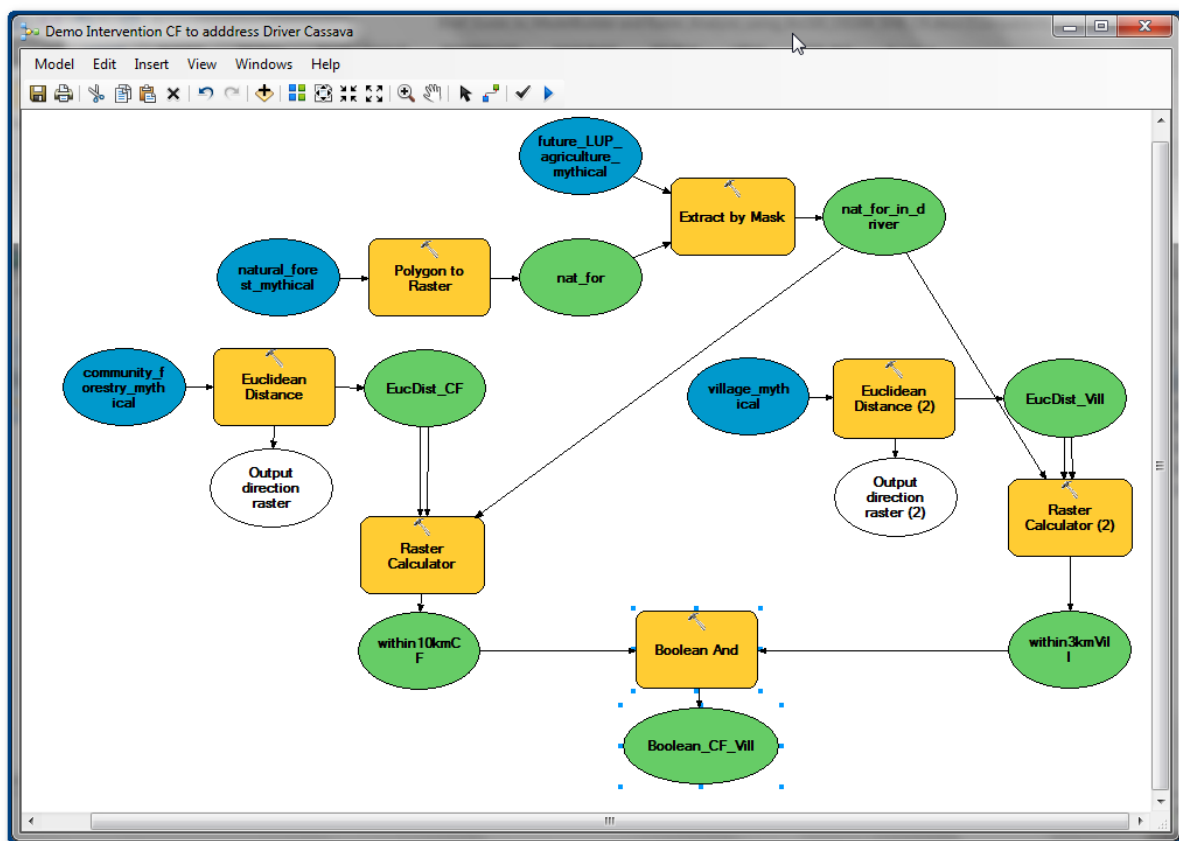 Demo Intervention CF to adddress Driver Cassava
Model Edit Insert View Windows Help
future_LUP_
agriculture_
mythical
Extract by Mask
nat_for_in_d
river
natural_fore
st_mythical
Polygon to
Raster
nat_for
community_f
orestry_myth
ical
Euclidean
Distance
EucDist_CF
village_myth
ical
Euclidean
Distance (2)
EucDist_Vill
Output
direction
raster
Output
direction
raster (2)
Raster
Calculator
Raster
Calculator (2)
within10kmC
F
Boolean And
within3kmVil
l
Boolean_CF_Vill